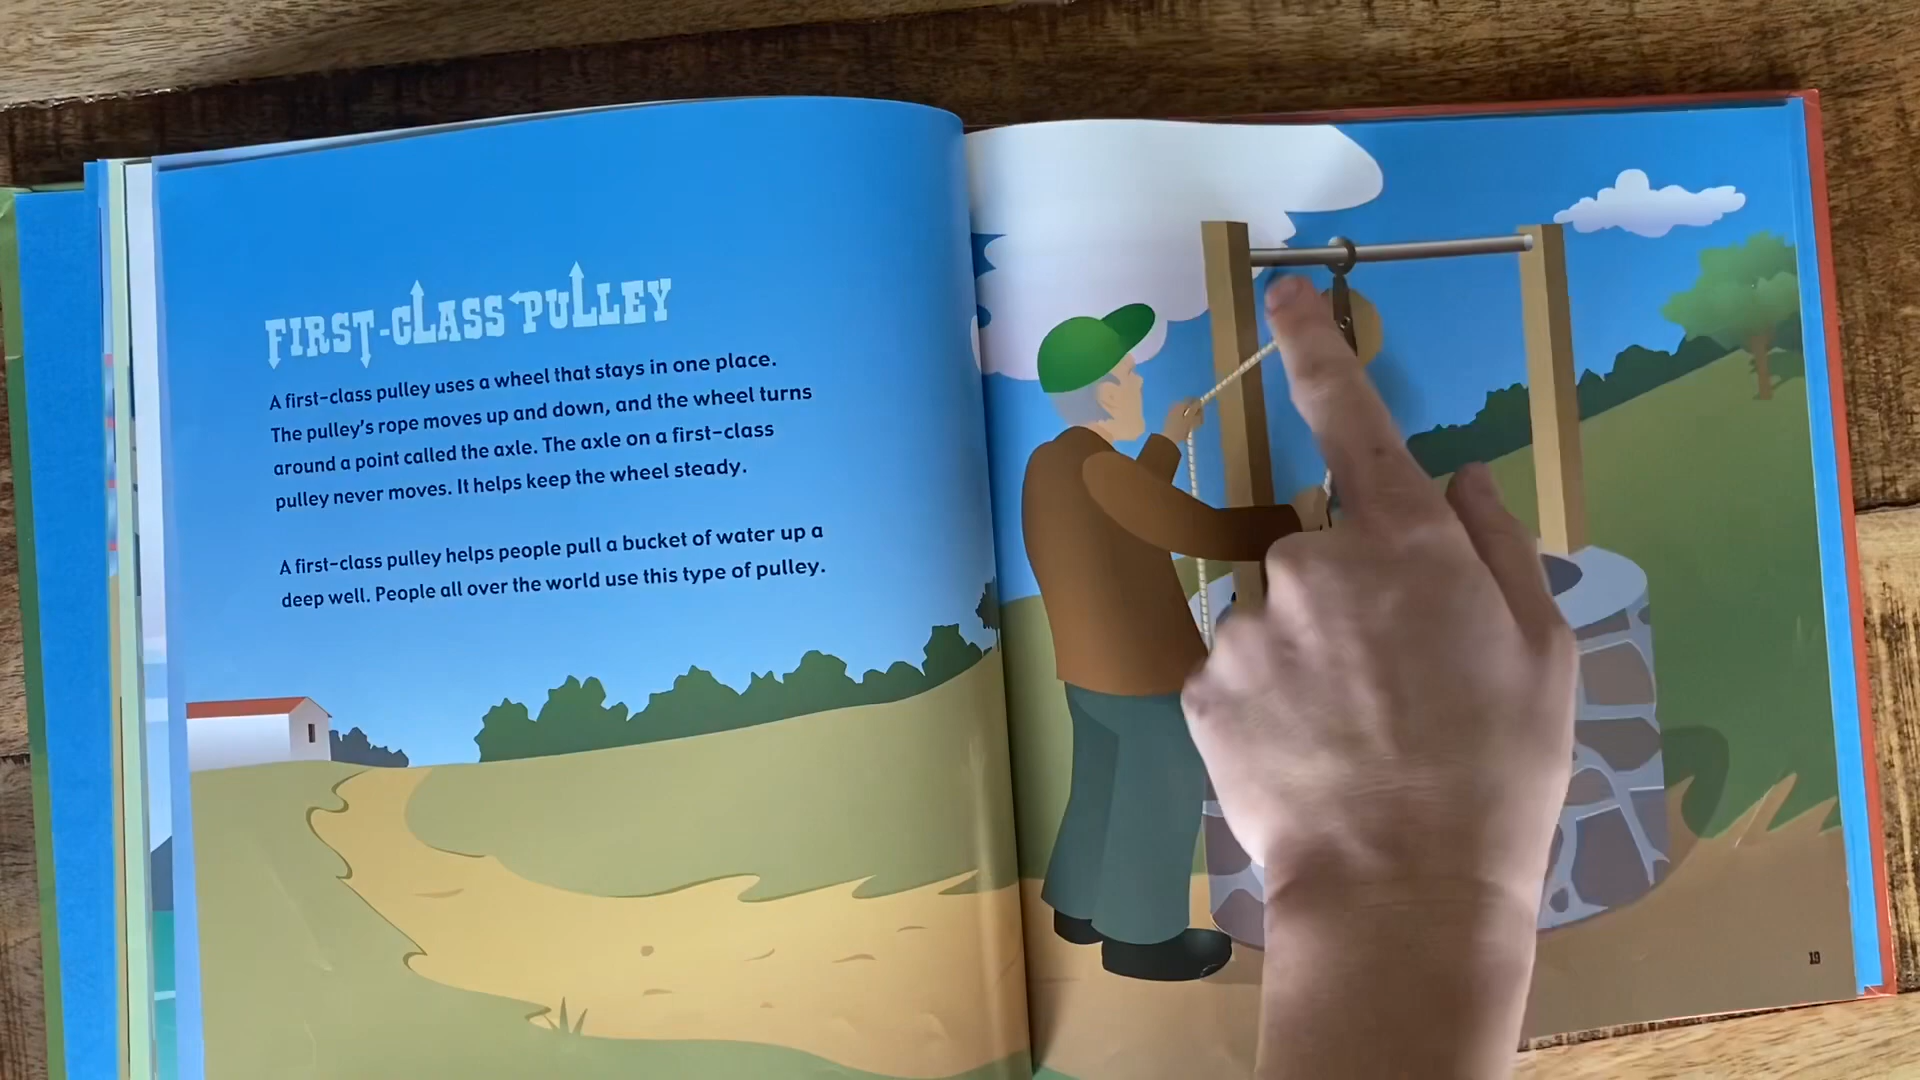 FIRST-CLASS PULLEY
A first-class pulley uses a wheel that stays in one place.
The pulley's rope moves up and down, and the wheel turns
around a point called the axle. The axle on a first-class
pulley never moves. It helps keep the wheel steady.
A first-class pulley helps people pull a bucket of water up a
deep well. People all over the world use this type of pulley.
19